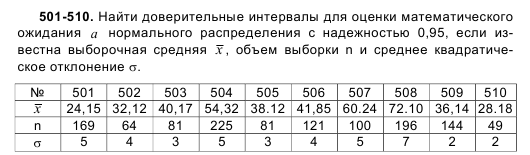 501-510. Найти доверительные интервалы для оценки математического
ожидания a нормального распределения с надежностью 0,95, если из-
вестна выборочная средняя x̅, объем выборки n и среднее квадратиче-
ское отклонение σ.
№ 501 502 503 504 505 506 507 508 509 510
x̅ 24,15 32,12 40,17 54,32 38.12 41,85 60.24 72.10 36,14 28.18
n 169 64 81 225 81 121 100 196 144 49
σ 5 4 3 5 3 4 5 7 2 2